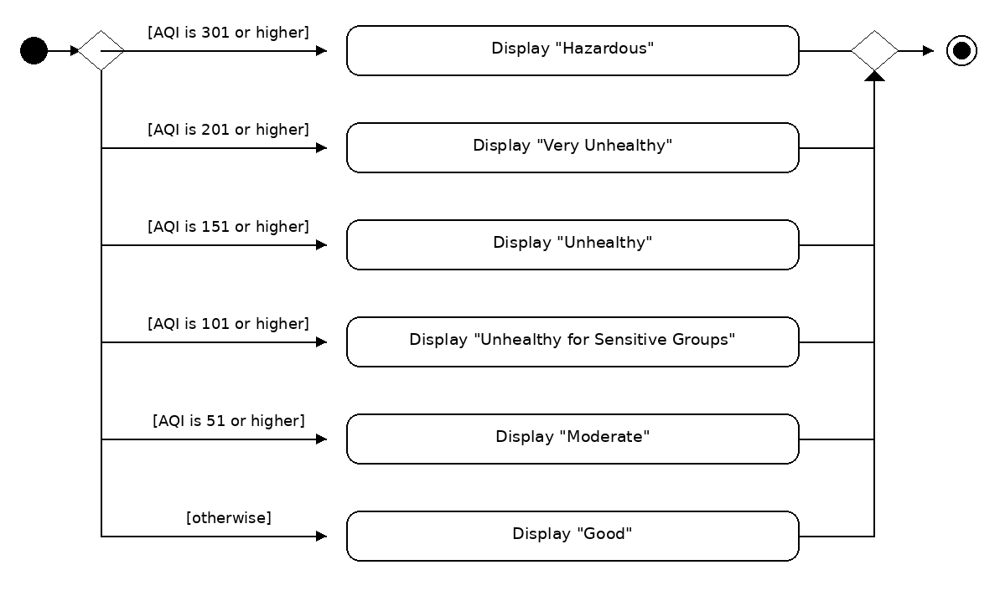 [AQI is 301 or higher]
Display "Hazardous"
[AQI is 201 or higher]
Display "Very Unhealthy"
[AQI is 151 or higher]
Display "Unhealthy"
[AQI is 101 or higher]
Display "Unhealthy for Sensitive Groups"
[AQI is 51 or higher]
Display "Moderate"
[otherwise]
Display "Good"